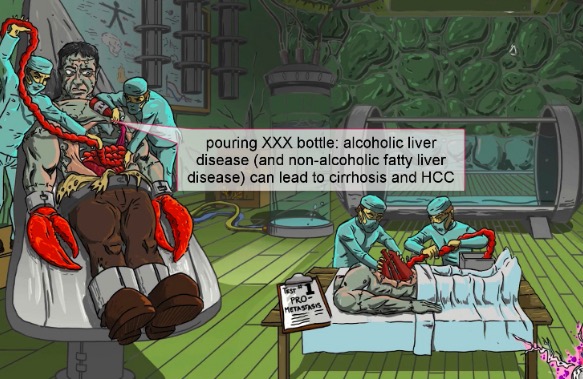 pouring XXX bottle: alcoholic liver
disease (and non-alcoholic fatty liver
disease) can lead to cirrhosis and HCC
TEST #1
PRO-
METASTASIS